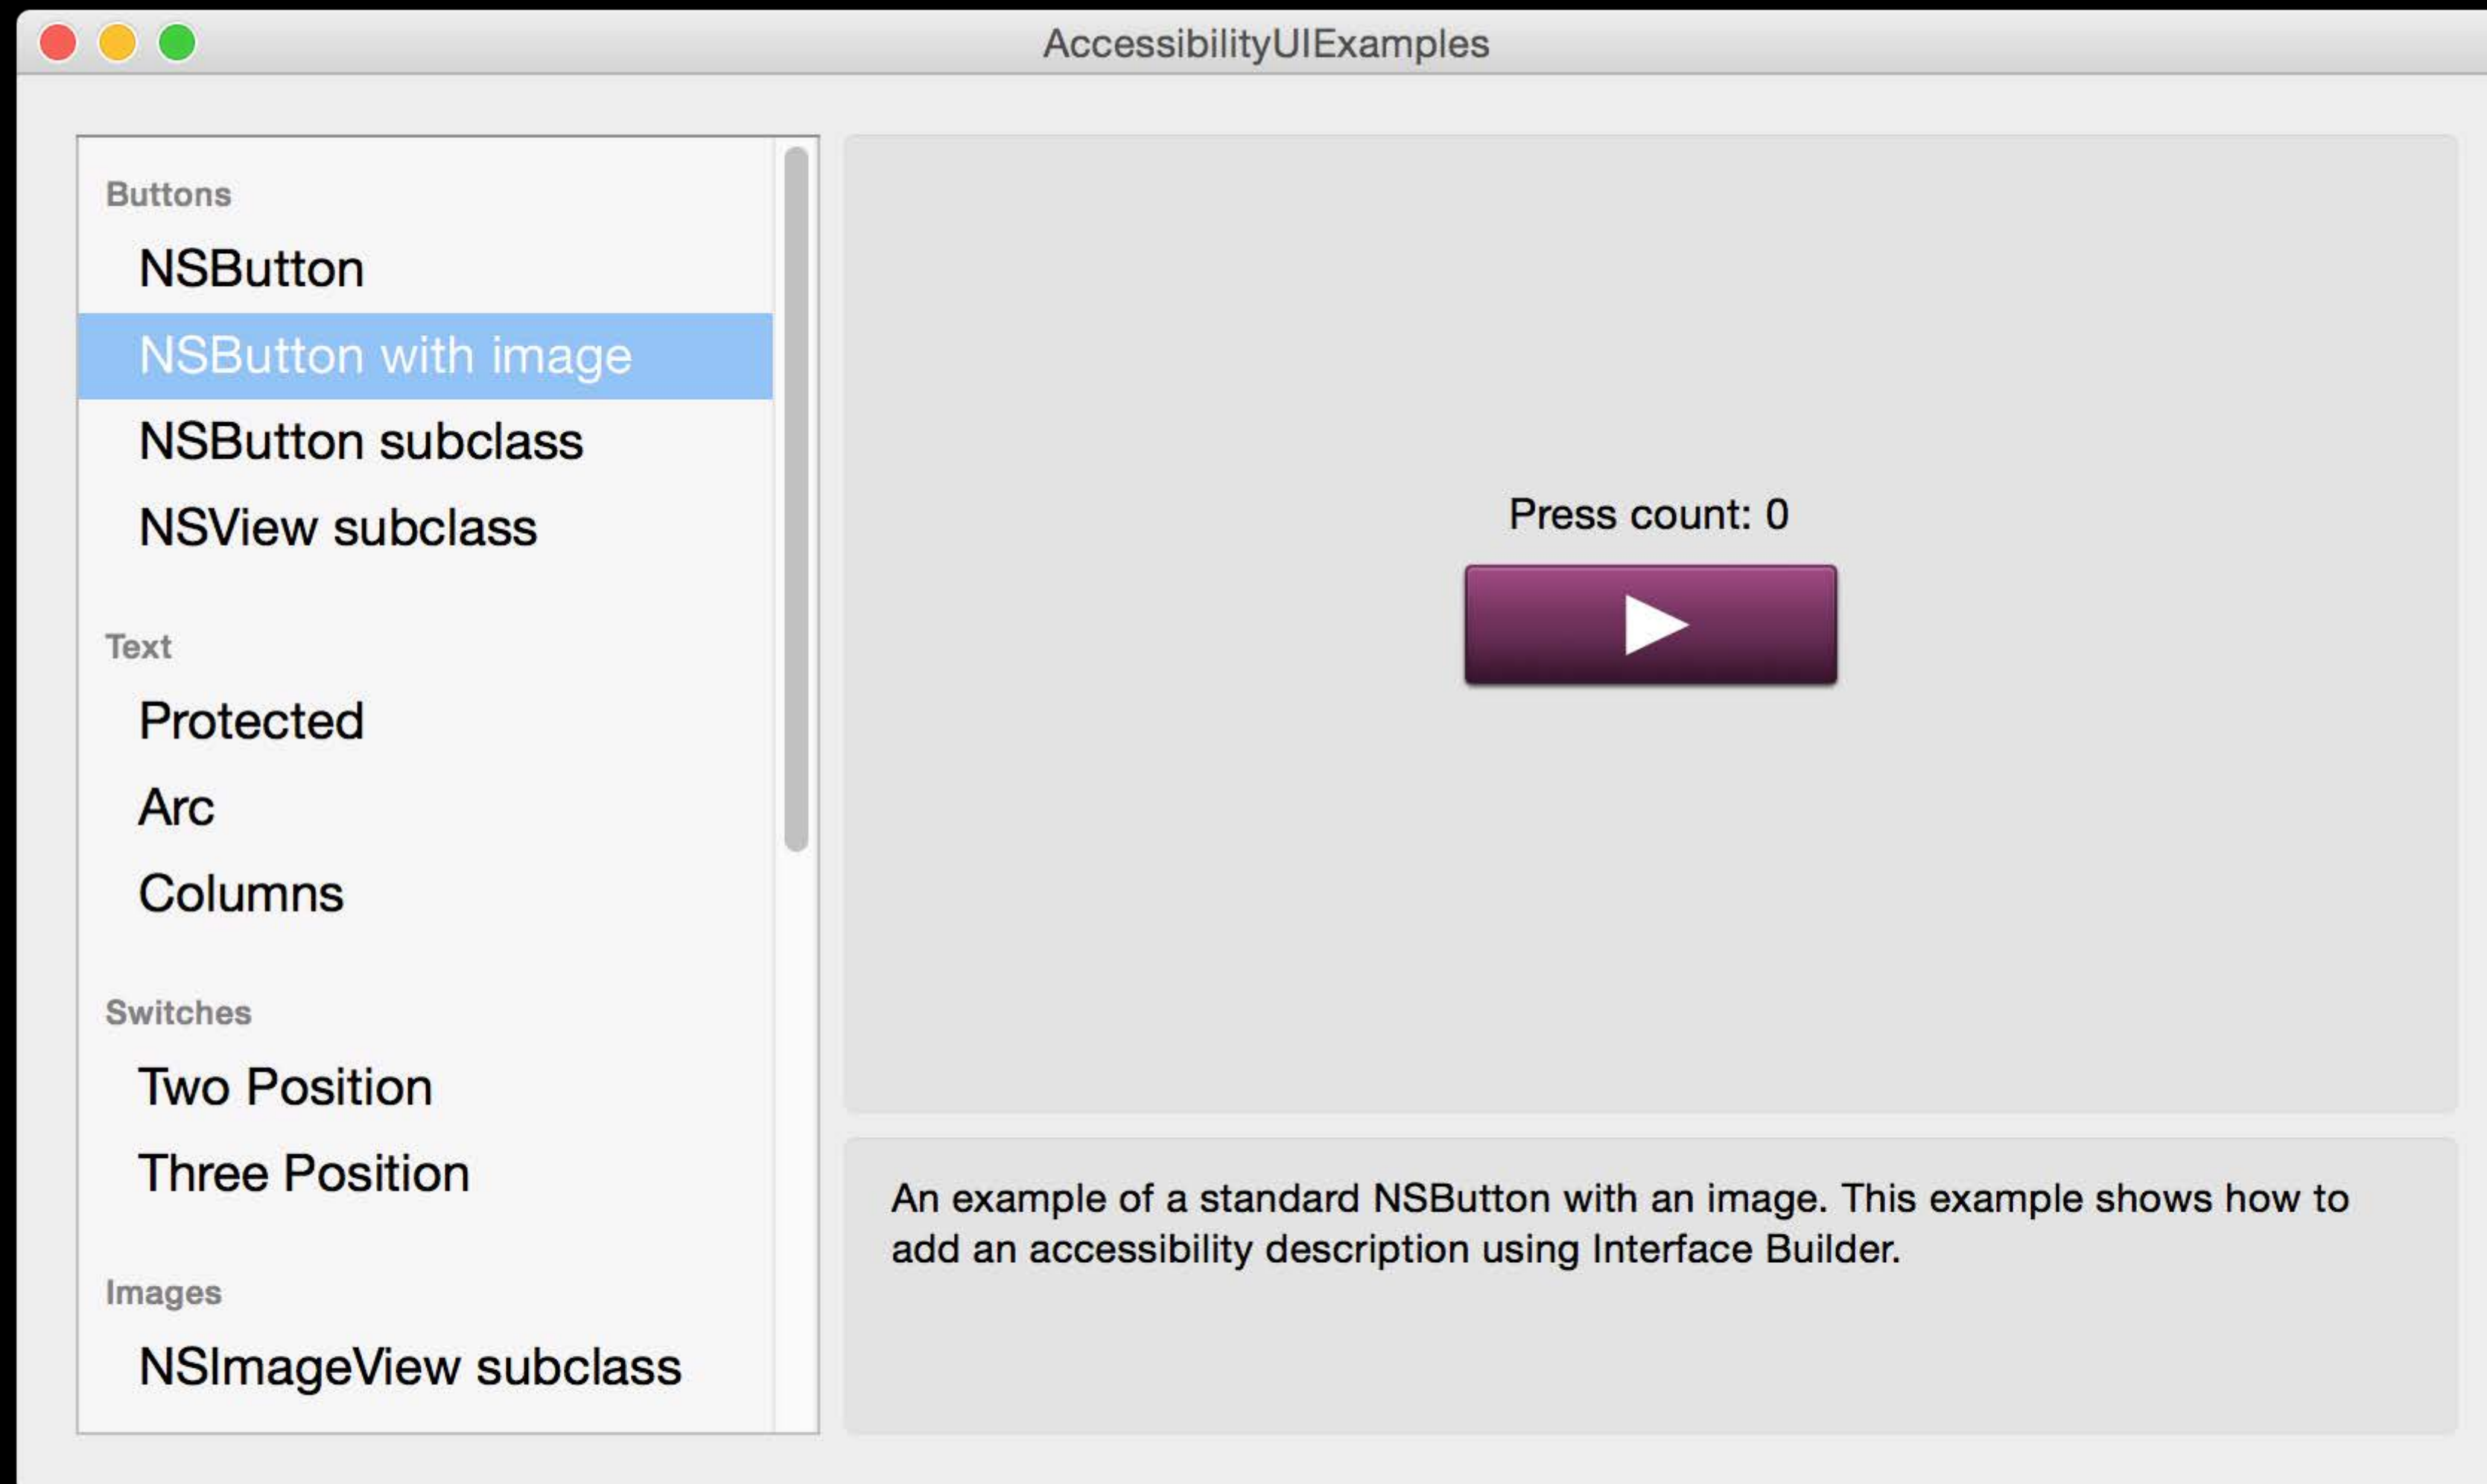 AccessibilityUIExamples
Buttons
NSButton
NSButton with image
NSButton subclass
NSView subclass
Text
Protected
Arc
Columns
Switches
Two Position
Three Position
Images
NSImageView subclass
Press count: 0
An example of a standard NSButton with an image. This example shows how to
add an accessibility description using Interface Builder.